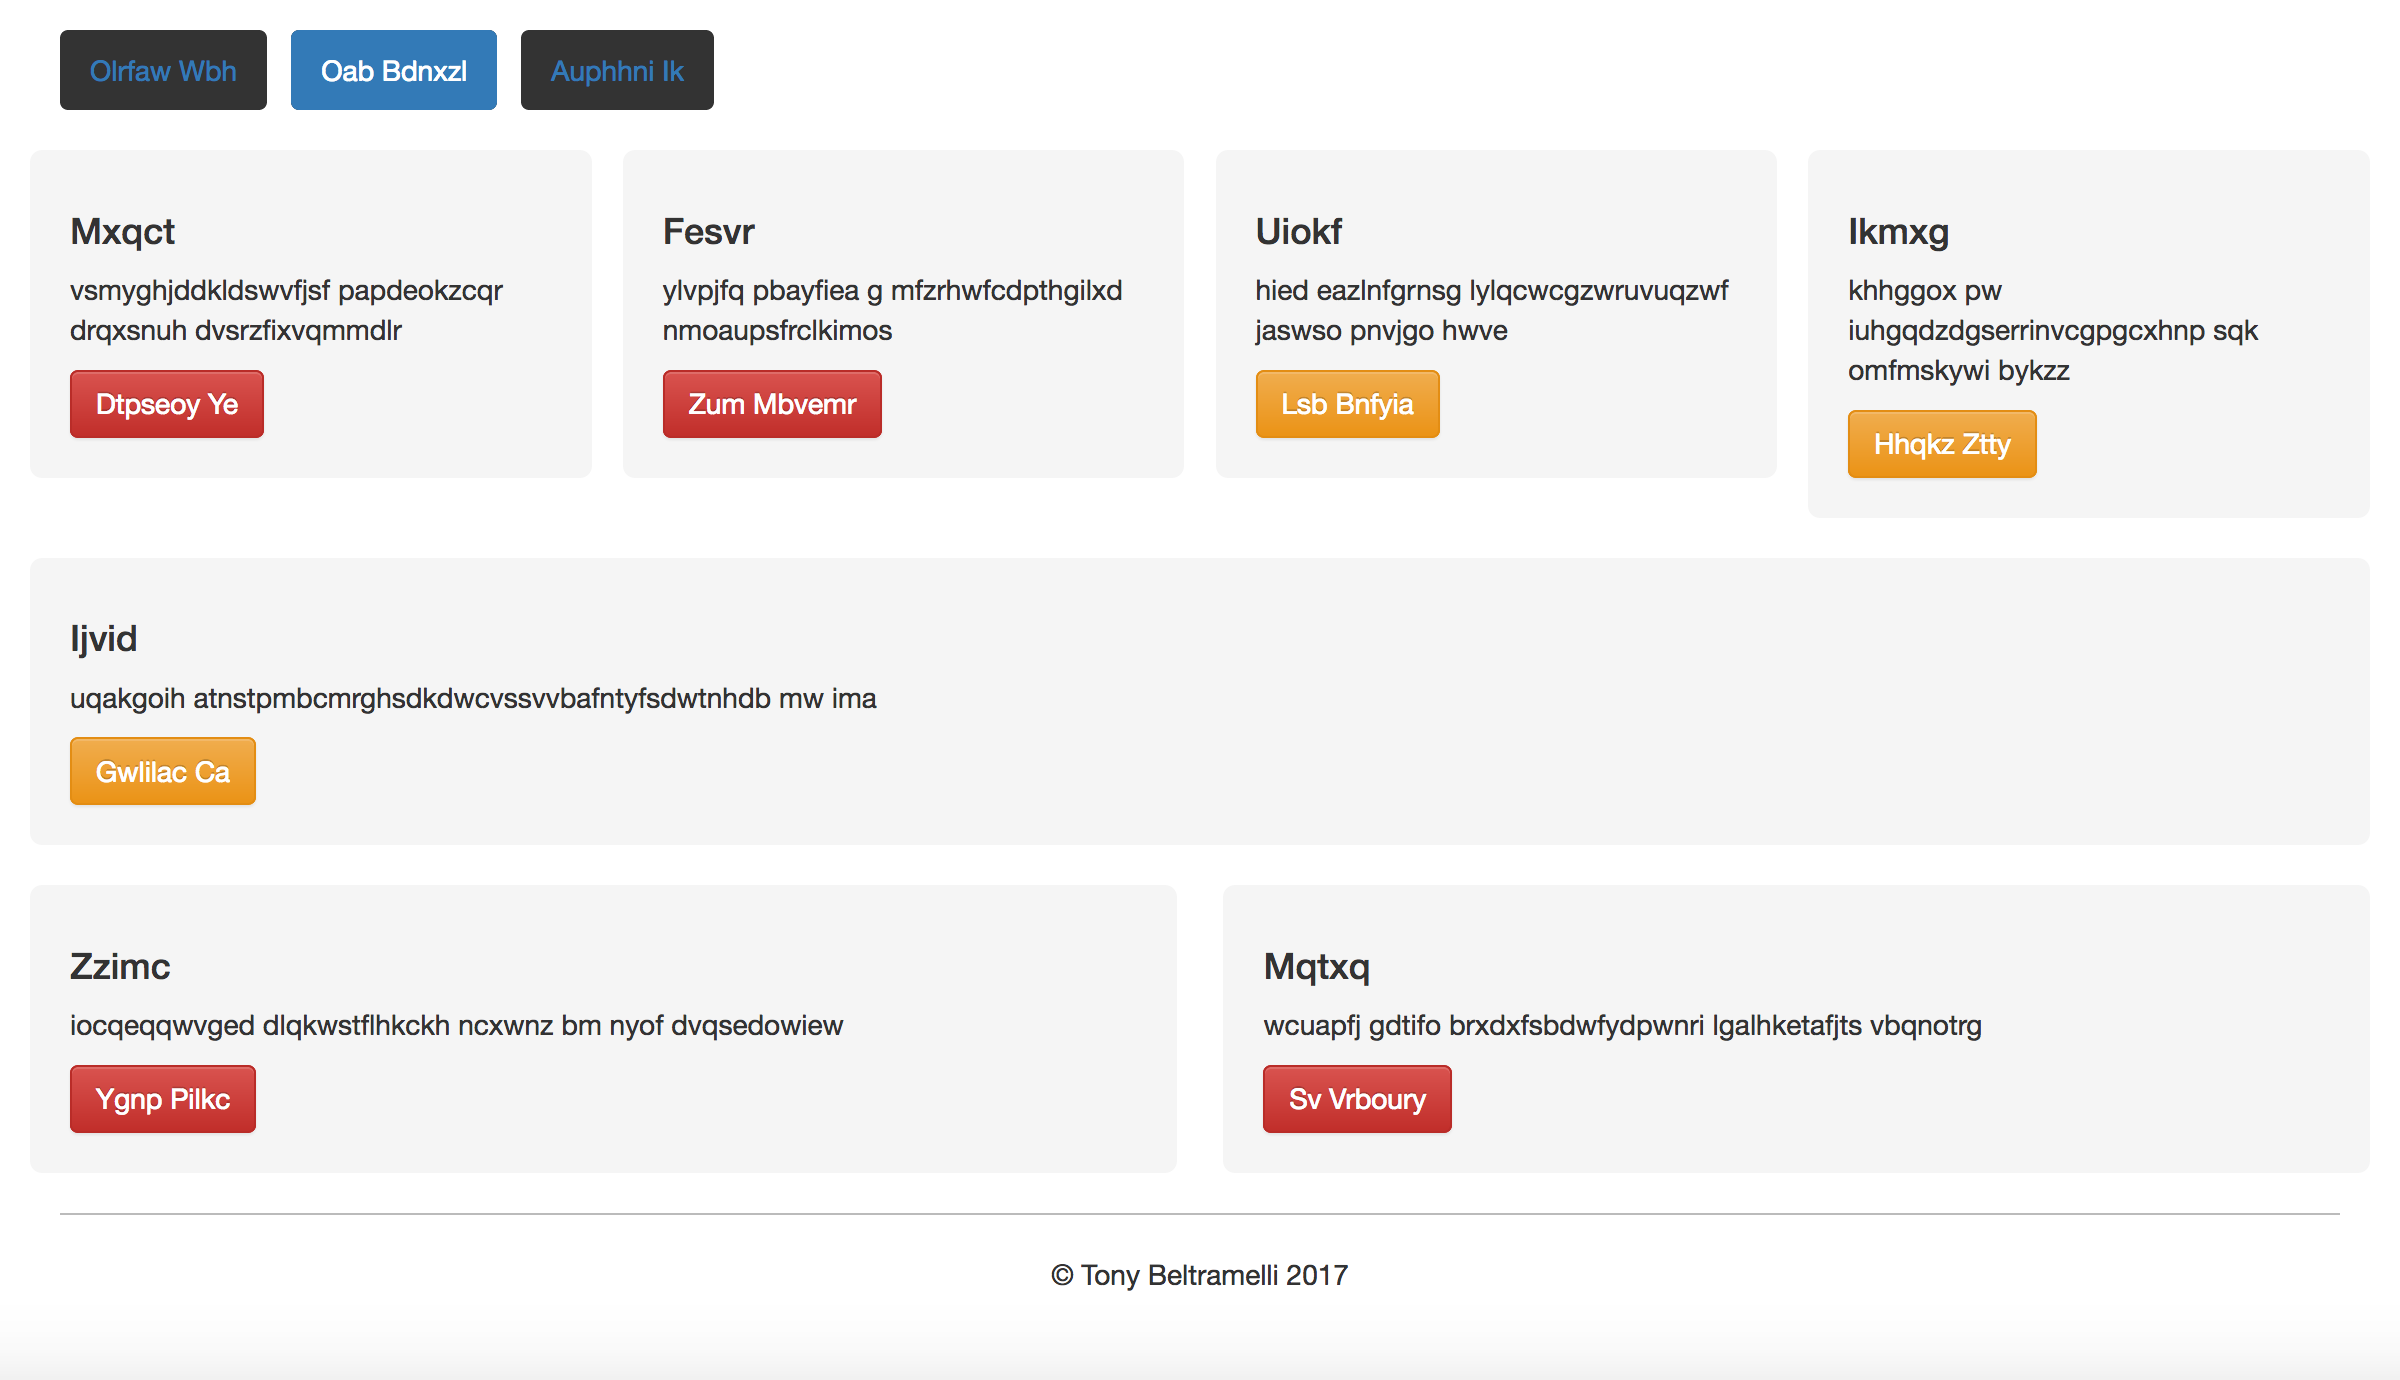 Olrfaw Wbh
Oab Bdnxzl
Auphhni Ik
Mxqct
vsmyghjddkldswvfjsf papdeokzcqr
drqxsnuh dvsrzfixvqmmdlr
Dtpseoy Ye
Fesvr
ylvpjfq pbayfiea g mfzrhwfcdpthgilxd
nmoaupsfrclkimos
Zum Mbvemr
Uiokf
hied eazlnfgrnsg lylqcwcgzwruvuqzwf
jaswso pnvjgo hwve
Lsb Bnfyia
Ikmxg
khhggox pw
iuhgqdzdgserrinvcgpgcxhnp sqk
omfmskywi bykzz
Hhqkz Ztty
Ijvid
uqakgoih atnstpmbcmrghsdkdwcvssvvbafntyfsdwtnhdb mw ima
Gwlilac Ca
Zzimc
iocqeqqwvged dlqkwstflhkckh ncxwnz bm nyof dvqsedowiew
Ygnp Pilkc
Mqtxq
wcuapfj gdtifo brxdxfsbdwfydpwnri lgalhketafjts vbqnotrg
Sv Vrboury
© Tony Beltramelli 2017